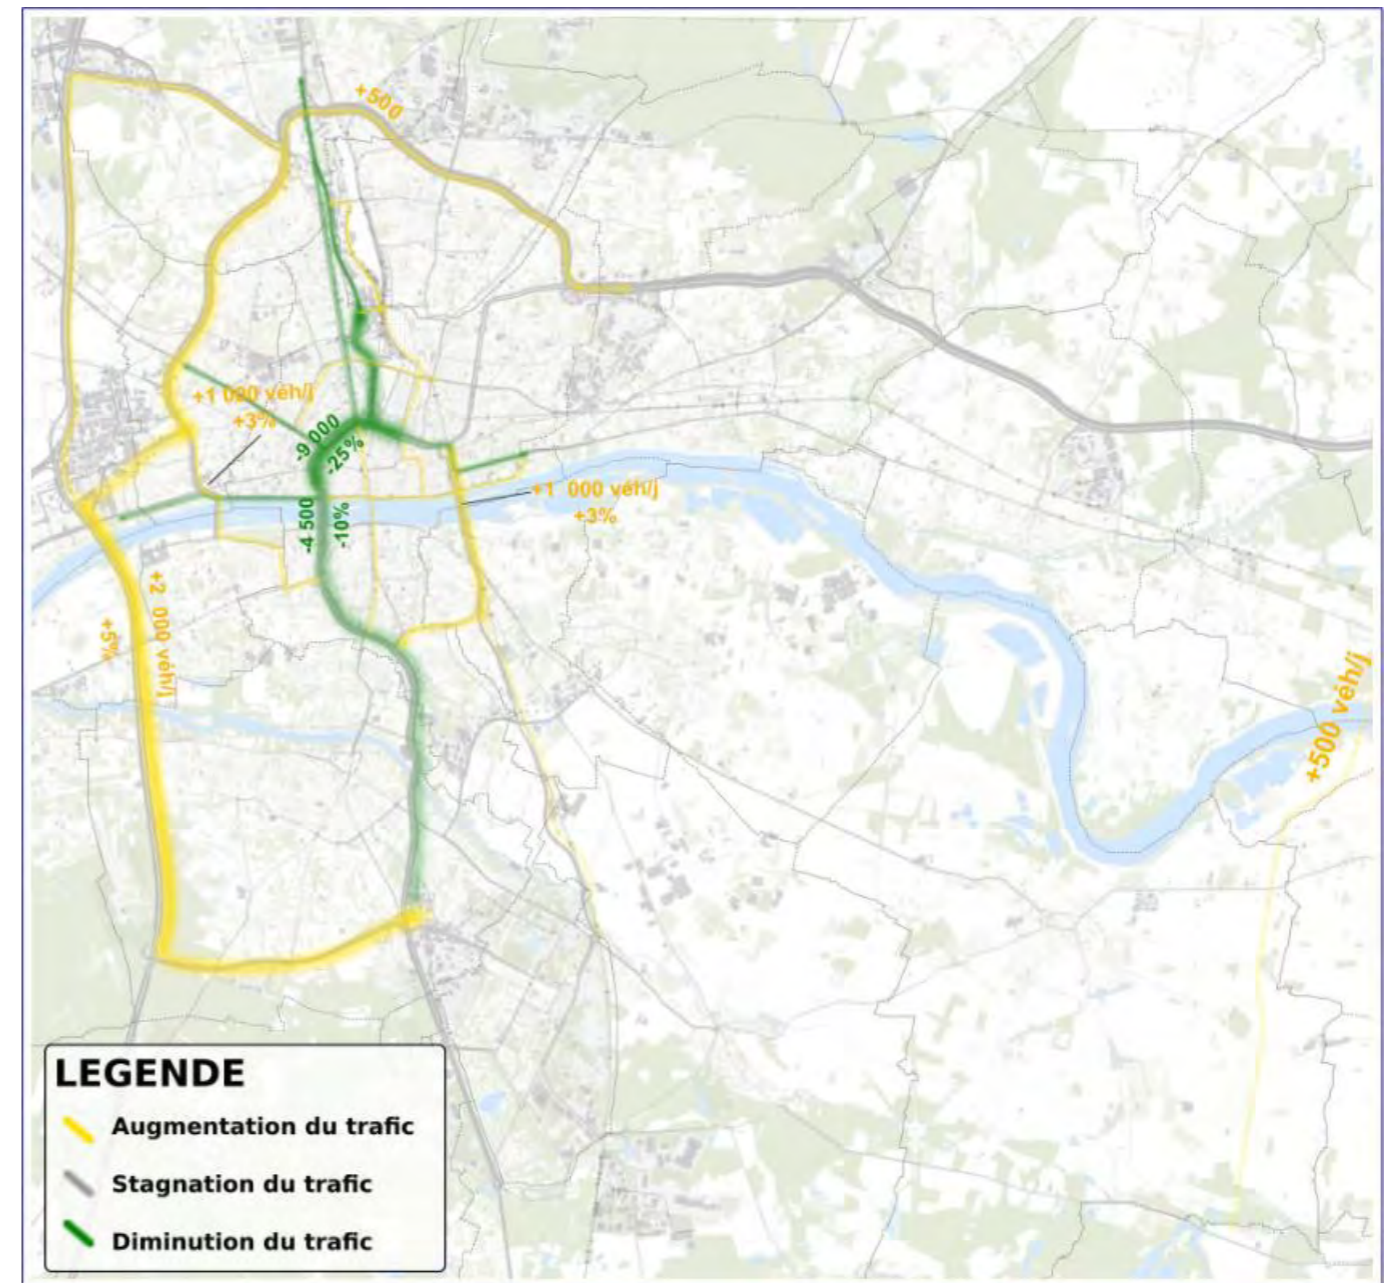 +500
+1 000 véh/j
+3%
-9 000
-25%
+1 000 véh/j
+3%
-4 500
-10%
+2 000 véh/j
+5%
+500 véh/j
LEGENDE
Augmentation du trafic
Stagnation du trafic
Diminution du trafic